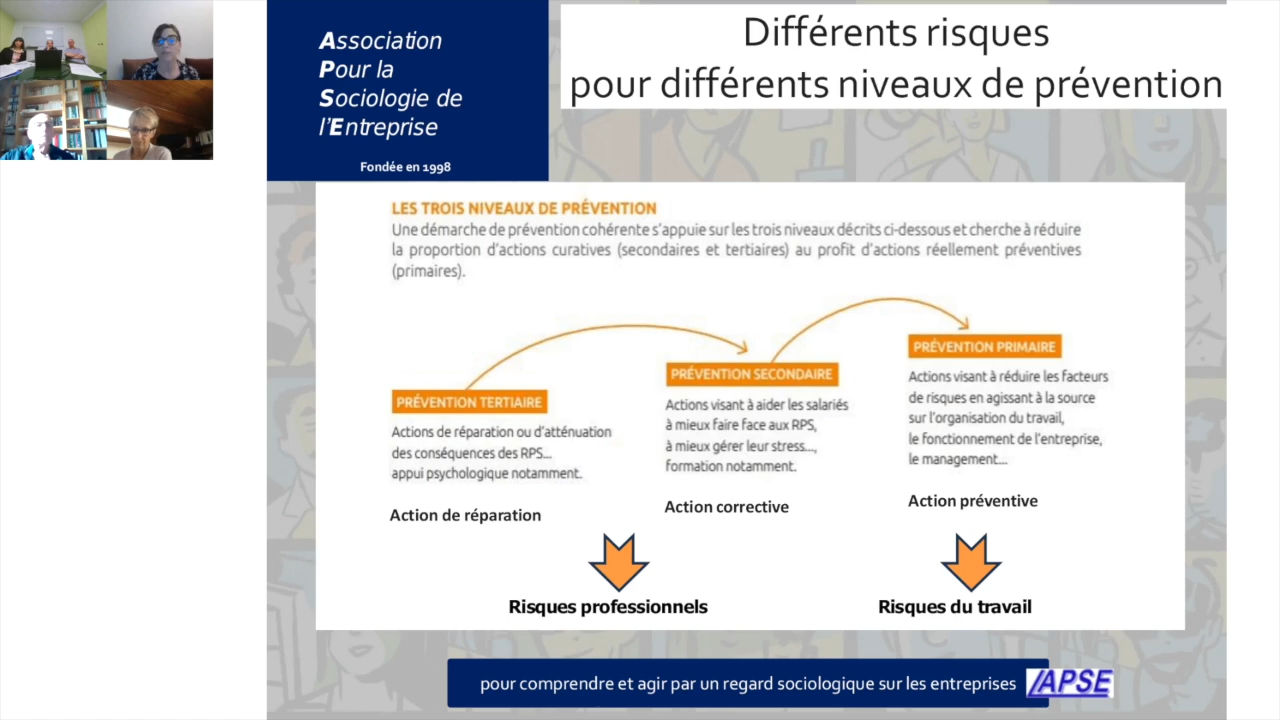 Association
Pour la
Sociologie de
l'Entreprise
Fondée en 1998
Différents risques
pour différents niveaux de prévention
LES TROIS NIVEAUX DE PRÉVENTION
Une démarche de prévention cohérente s'appuie sur les trois niveaux décrits ci-dessous et cherche à réduire
la proportion d'actions curatives (secondaires et tertiaires) au profit d'actions réellement préventives
(primaires).
PRÉVENTION TERTIAIRE
Actions de réparation ou d'atténuation
des conséquences des RPS...
appui psychologique notamment.
Action de réparation
PRÉVENTION SECONDAIRE
Actions visant à aider les salariés
à mieux faire face aux RPS,
à mieux gérer leur stress...,
formation notamment.
Action corrective
PRÉVENTION PRIMAIRE
Actions visant à réduire les facteurs
de risques en agissant à la source
sur l'organisation du travail,
le fonctionnement de l'entreprise,
le management...
Action préventive
Risques professionnels
Risques du travail
pour comprendre et agir par un regard sociologique sur les entreprises
APSE